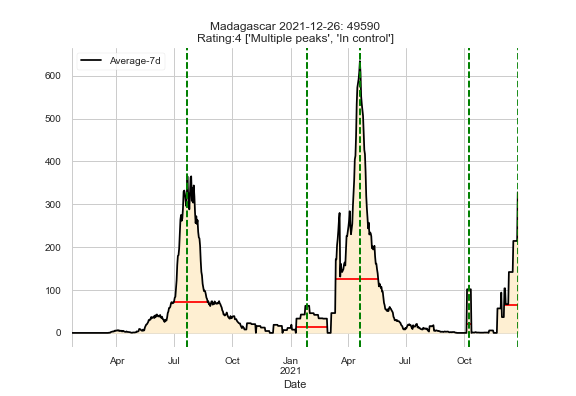 Madagascar 2021-12-26: 49590
Rating:4 ['Multiple peaks', 'In control']
Average-7d
600
500
400
300
200
100
0
Apr Jul Oct Jan Apr Jul Oct
2021
Date